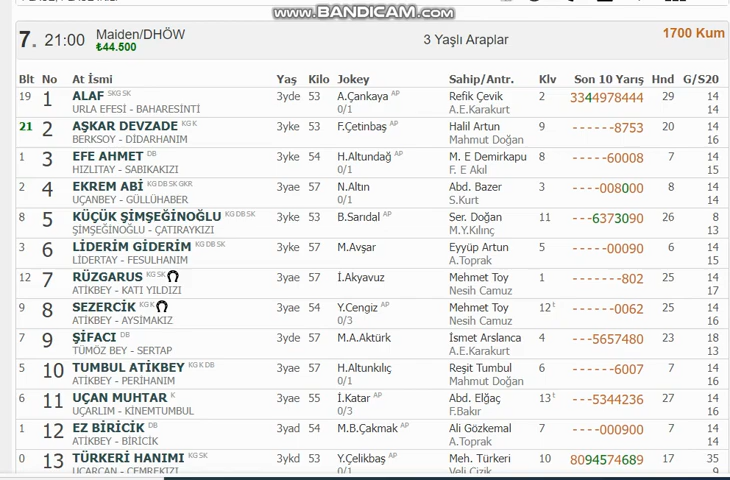 www.BANDICAM.com
7. 21:00 Maiden/DHÖW 3 Yaşlı Araplar 1700 Kum
₺44.500
Blt No At İsmi Yaş Kilo Jokey Sahip/Antr. Klv Son 10 Yarış Hnd G/S20
19 1 ALAF SKG SK 3yde 53 A.Çankaya AP Refik Çevik 2 3344978444 29 14
URLA EFESİ - BAHARESİNTİ 0/1 A.E.Karakurt 14
21 2 AŞKAR DEVZADE KG K 3yke 53 F.Çetinbaş AP Halil Artun 9 ------8753 20 14
BERKSOY - DİDARHANIM Mahmut Doğan 16
1 3 EFE AHMET DB 3yke 54 H.Altundağ AP M. E Demirkapu 8 -----60008 7 14
HIZLITAY - SABIKAKIZI F. E Akıl 15
2 4 EKREM ABİ KG DB SK GKR 3yae 57 N.Altın Abd. Bazer 3 ----008000 8 14
UÇANBEY - GÜLLÜHABER S.Kurt 14
8 5 KÜÇÜK ŞİMŞEĞİNOĞLU KG DB SK 3yke 53 B.Sarıdal AP Ser. Doğan 11 ---6373090 26 8
ŞİMŞEĞİNOĞLU - ÇATIRAYKIZI M.Y.Kılınç 13
3 6 LİDERİM GİDERİM KG DB SK 3yke 57 M.Avşar Eyyüp Artun 5 -----00090 6 14
LİDERTAY - FESULHANIM A.Toprak 15
12 7 RÜZGARUS KG SK 3yae 57 İ.Akyavuz Mehmet Toy 1 -------802 25 14
ATİKBEY - KATI YILDIZI Nesih Camuz 17
9 8 SEZERCİK KG K 3yae 54 Y.Cengiz AP Mehmet Toy 12 t ------0062 25 14
ATİKBEY - AYSİMAKIZ 0/3 Nesih Camuz 16
7 9 ŞİFACI DB 3yde 57 M.A.Aktürk İsmet Arslanca 4 ---5657480 23 18
TÜMÖZ BEY - SERTAP A.E.Karakurt 13
5 10 TUMBUL ATİKBEY KG K DB 3yae 57 H.Altunkılıç Reşit Tumbul 6 ------6007 7 14
ATİKBEY - PERİHANIM 0/1 Mahmut Doğan 16
6 11 UÇAN MUHTAR K 3yae 55 İ.Katar AP Abd. Elğaç 13 t ---5344236 27 14
UÇARLIM - KİNEMTUMBUL 0/3 F.Bakır 16
1 12 EZ BİRİCİK DB 3yad 54 M.B.Çakmak AP Ali Gözkemal 7 ----000900 7 14
ATİKBEY - BİRİCİK A.Toprak 14
0 13 TÜRKERİ HANIMI KG SK 3ykd 53 Y.Çelikbaş AP Meh. Türkeri 10 8094574689 17 35
UÇARCAN - CEMREKIZI 0/1 Veli Çizik 9